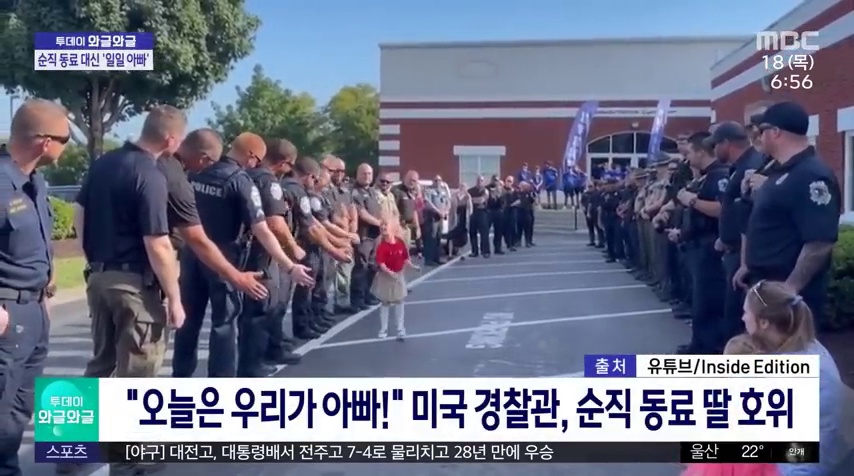 투데이 와글와글
순직 동료 대신 '일일 아빠'
MBC
18(목)
6:56
POLICE
출처 유튜브/Inside Edition
투데이
와글와글
"오늘은 우리가 아빠!" 미국 경찰관, 순직 동료 딸 호위
스포츠 [야구] 대전고, 대통령배서 전주고 7-4로 물리치고 28년 만에 우승 울산 22° 안개